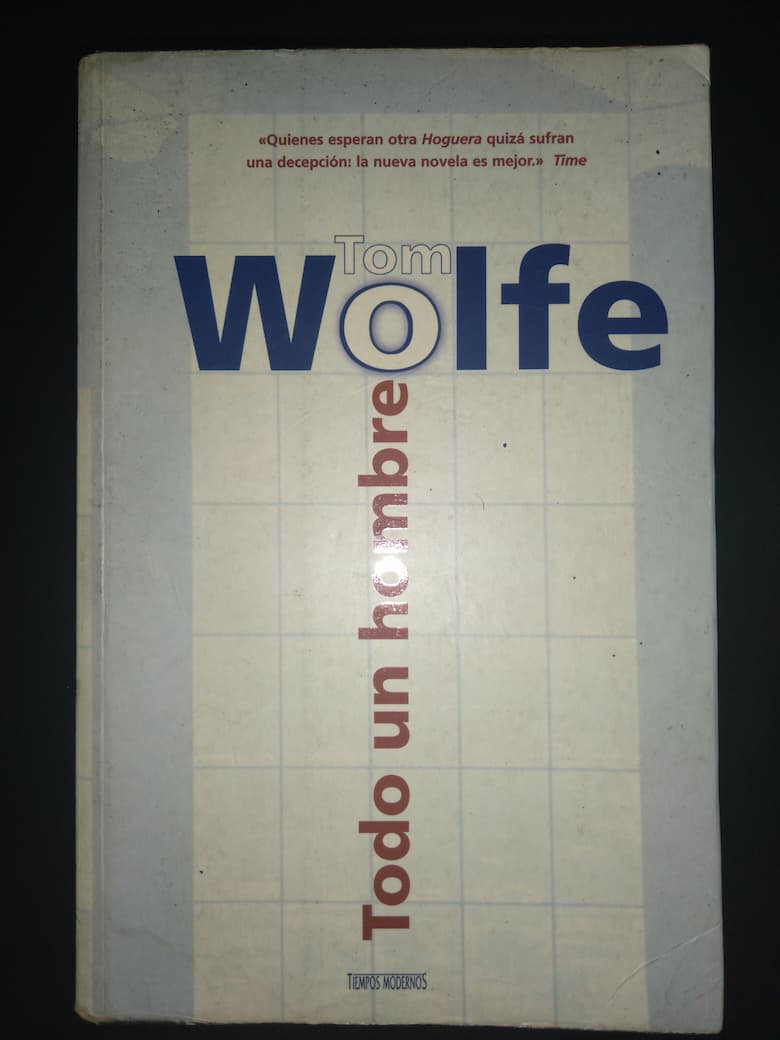 «Quienes esperan otra Hoguera quizá sufran
una decepción: la nueva novela es mejor.» Time
Tom
Wolfe
Todo un hombre
TIEMPOS MODERNOS